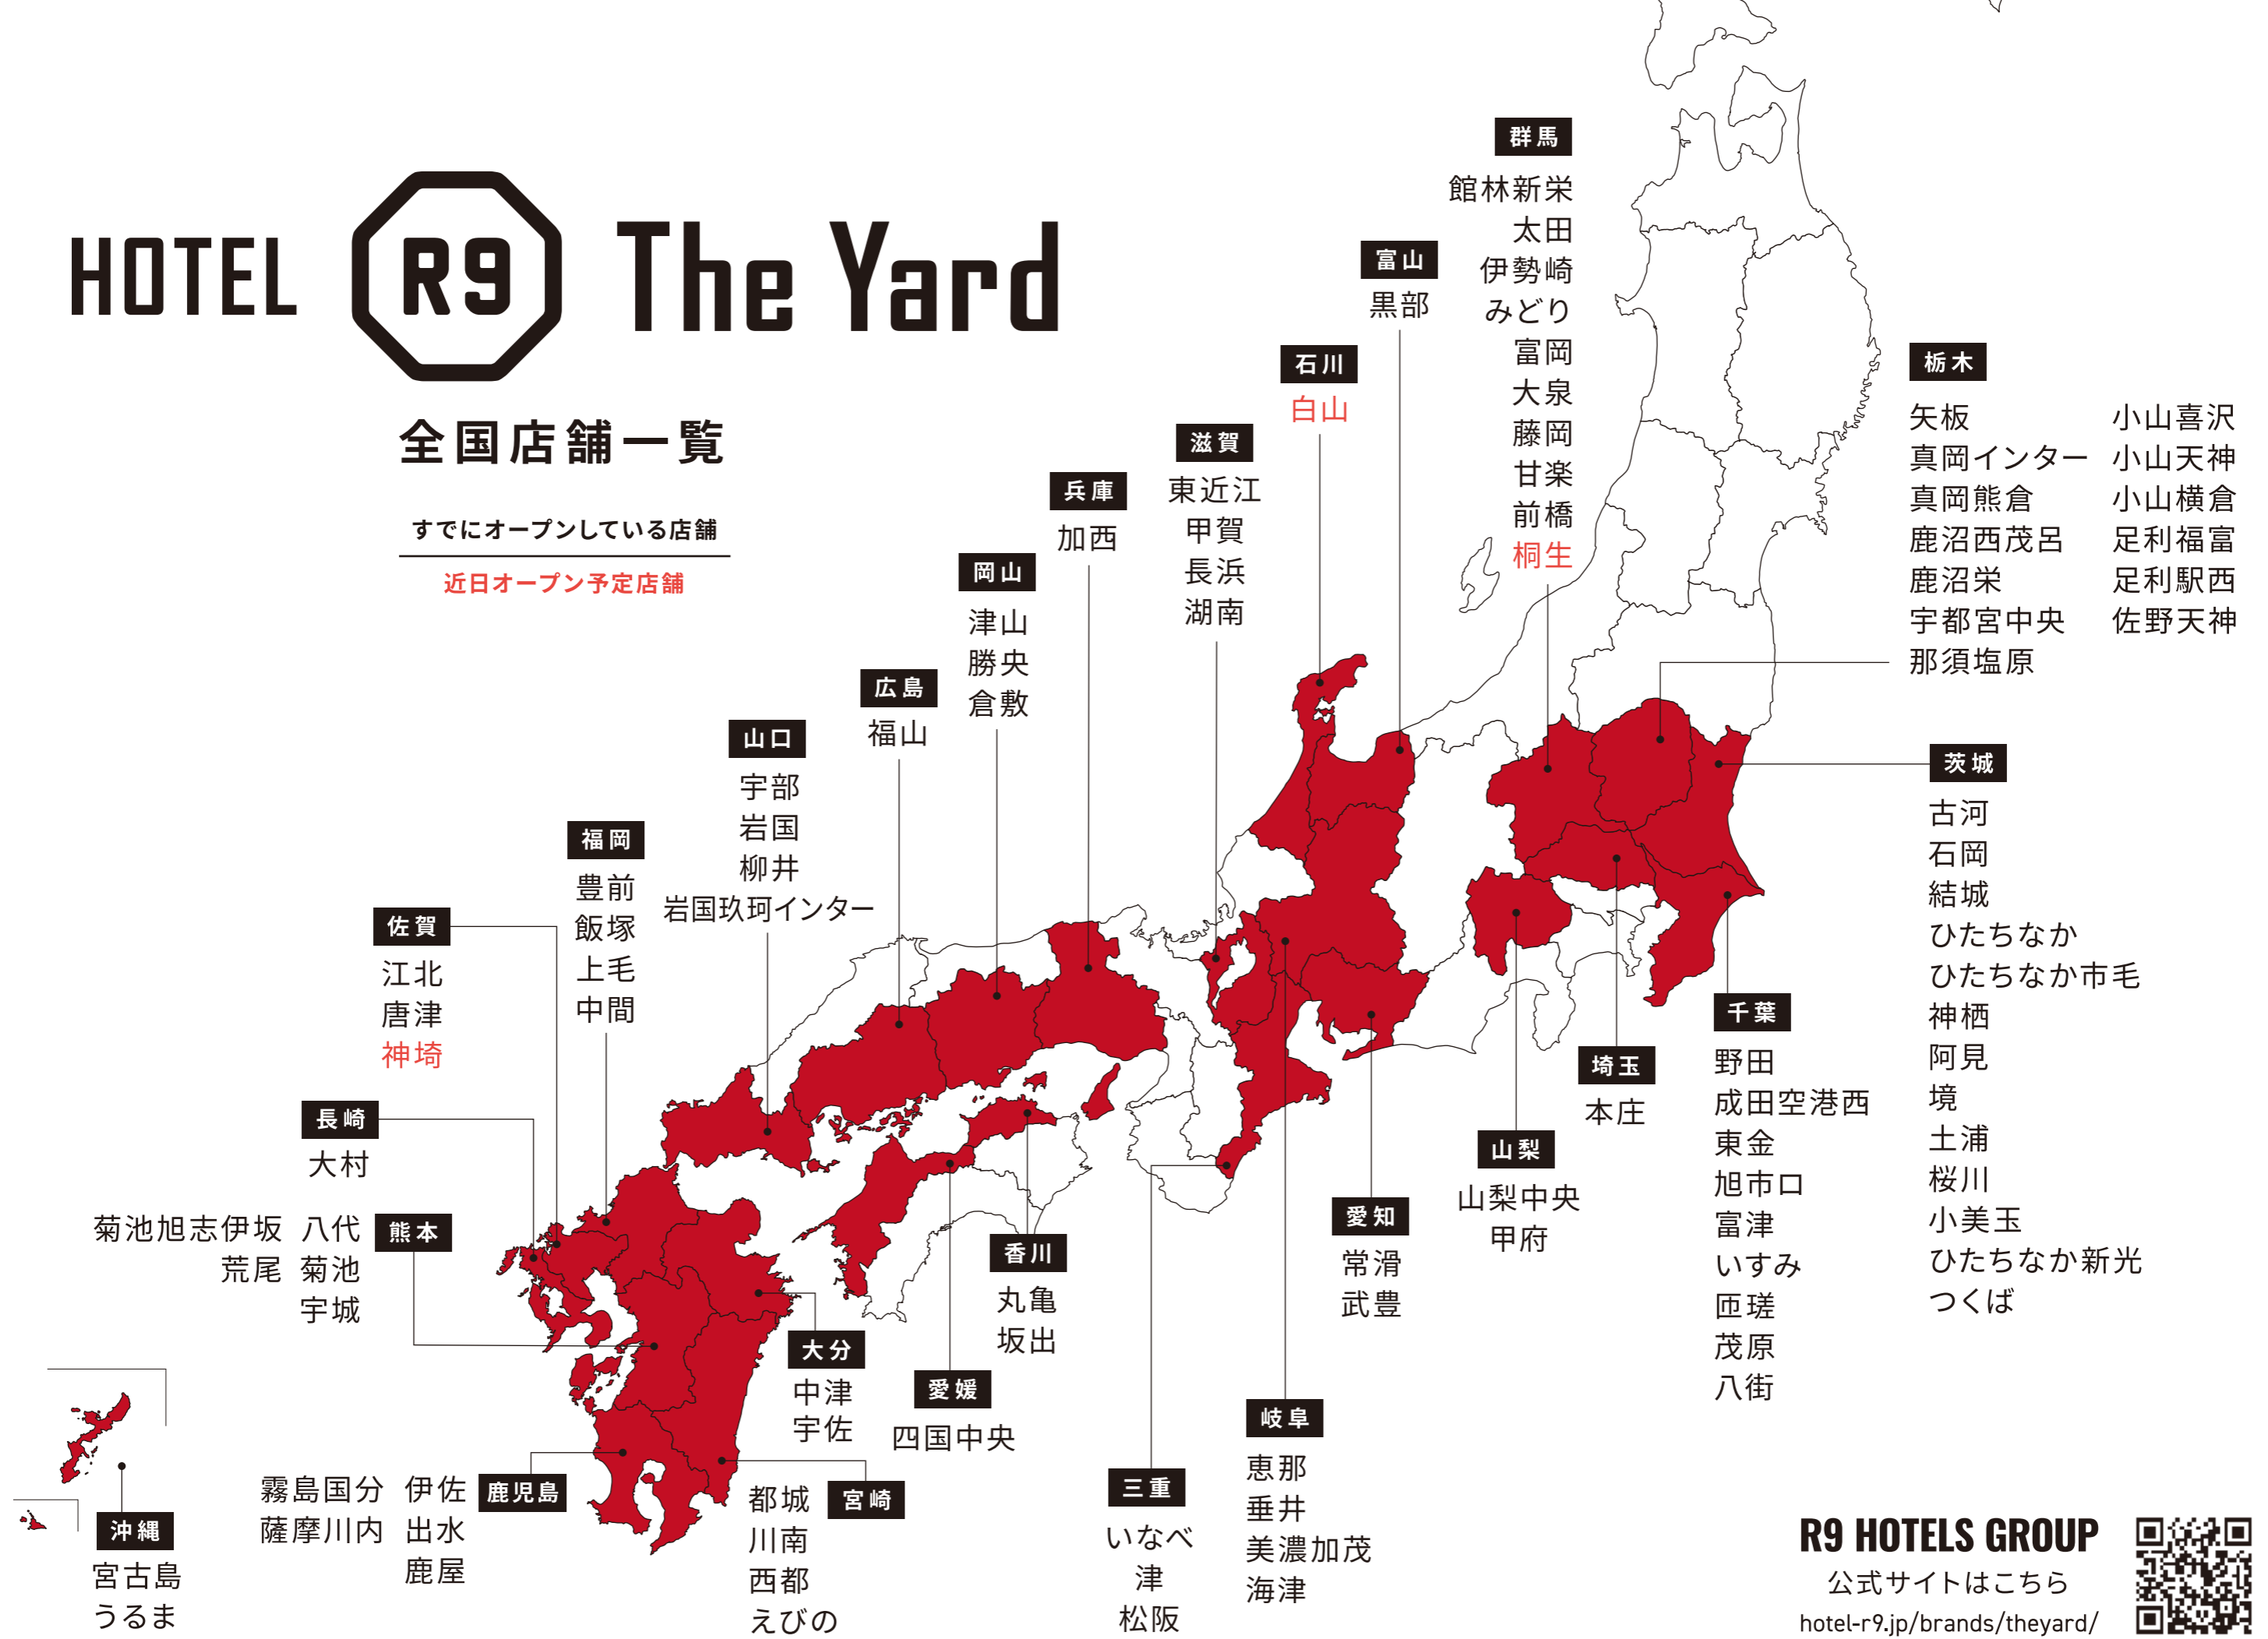 HOTEL R9 The Yard
全国店舗一覧
すでにオープンしている店舗
近日オープン予定店舗
群馬
館林新栄
太田
伊勢崎
みどり
富岡
大泉
藤岡
甘楽
前橋
桐生
富山
黒部
石川
白山
滋賀
東近江
甲賀
長浜
湖南
兵庫
加西
岡山
津山
勝央
倉敷
広島
福山
山口
宇部
岩国
柳井
岩国玖珂インター
福岡
豊前
飯塚
上毛
中間
佐賀
江北
唐津
神埼
長崎
大村
熊本
菊池旭志伊坂 八代
荒尾 菊池
宇城
大分
中津
宇佐
鹿児島
霧島国分 伊佐
薩摩川内 出水
鹿屋
宮崎
都城
川南
西都
えびの
沖縄
宮古島
うるま
愛媛
四国中央
香川
丸亀
坂出
三重
いなべ
津
松阪
岐阜
恵那
垂井
美濃加茂
海津
愛知
常滑
武豊
山梨
山梨中央
甲府
埼玉
本庄
千葉
野田
成田空港西
東金
旭市口
富津
いすみ
匝瑳
茂原
八街
栃木
矢板 小山喜沢
真岡インター 小山天神
真岡熊倉 小山横倉
鹿沼西茂呂 足利福富
鹿沼栄 足利駅西
宇都宮中央 佐野天神
那須塩原
茨城
古河
石岡
結城
ひたちなか
ひたちなか市毛
神栖
阿見
境
土浦
桜川
小美玉
ひたちなか新光
つくば
R9 HOTELS GROUP
公式サイトはこちら
hotel-r9.jp/brands/theyard/